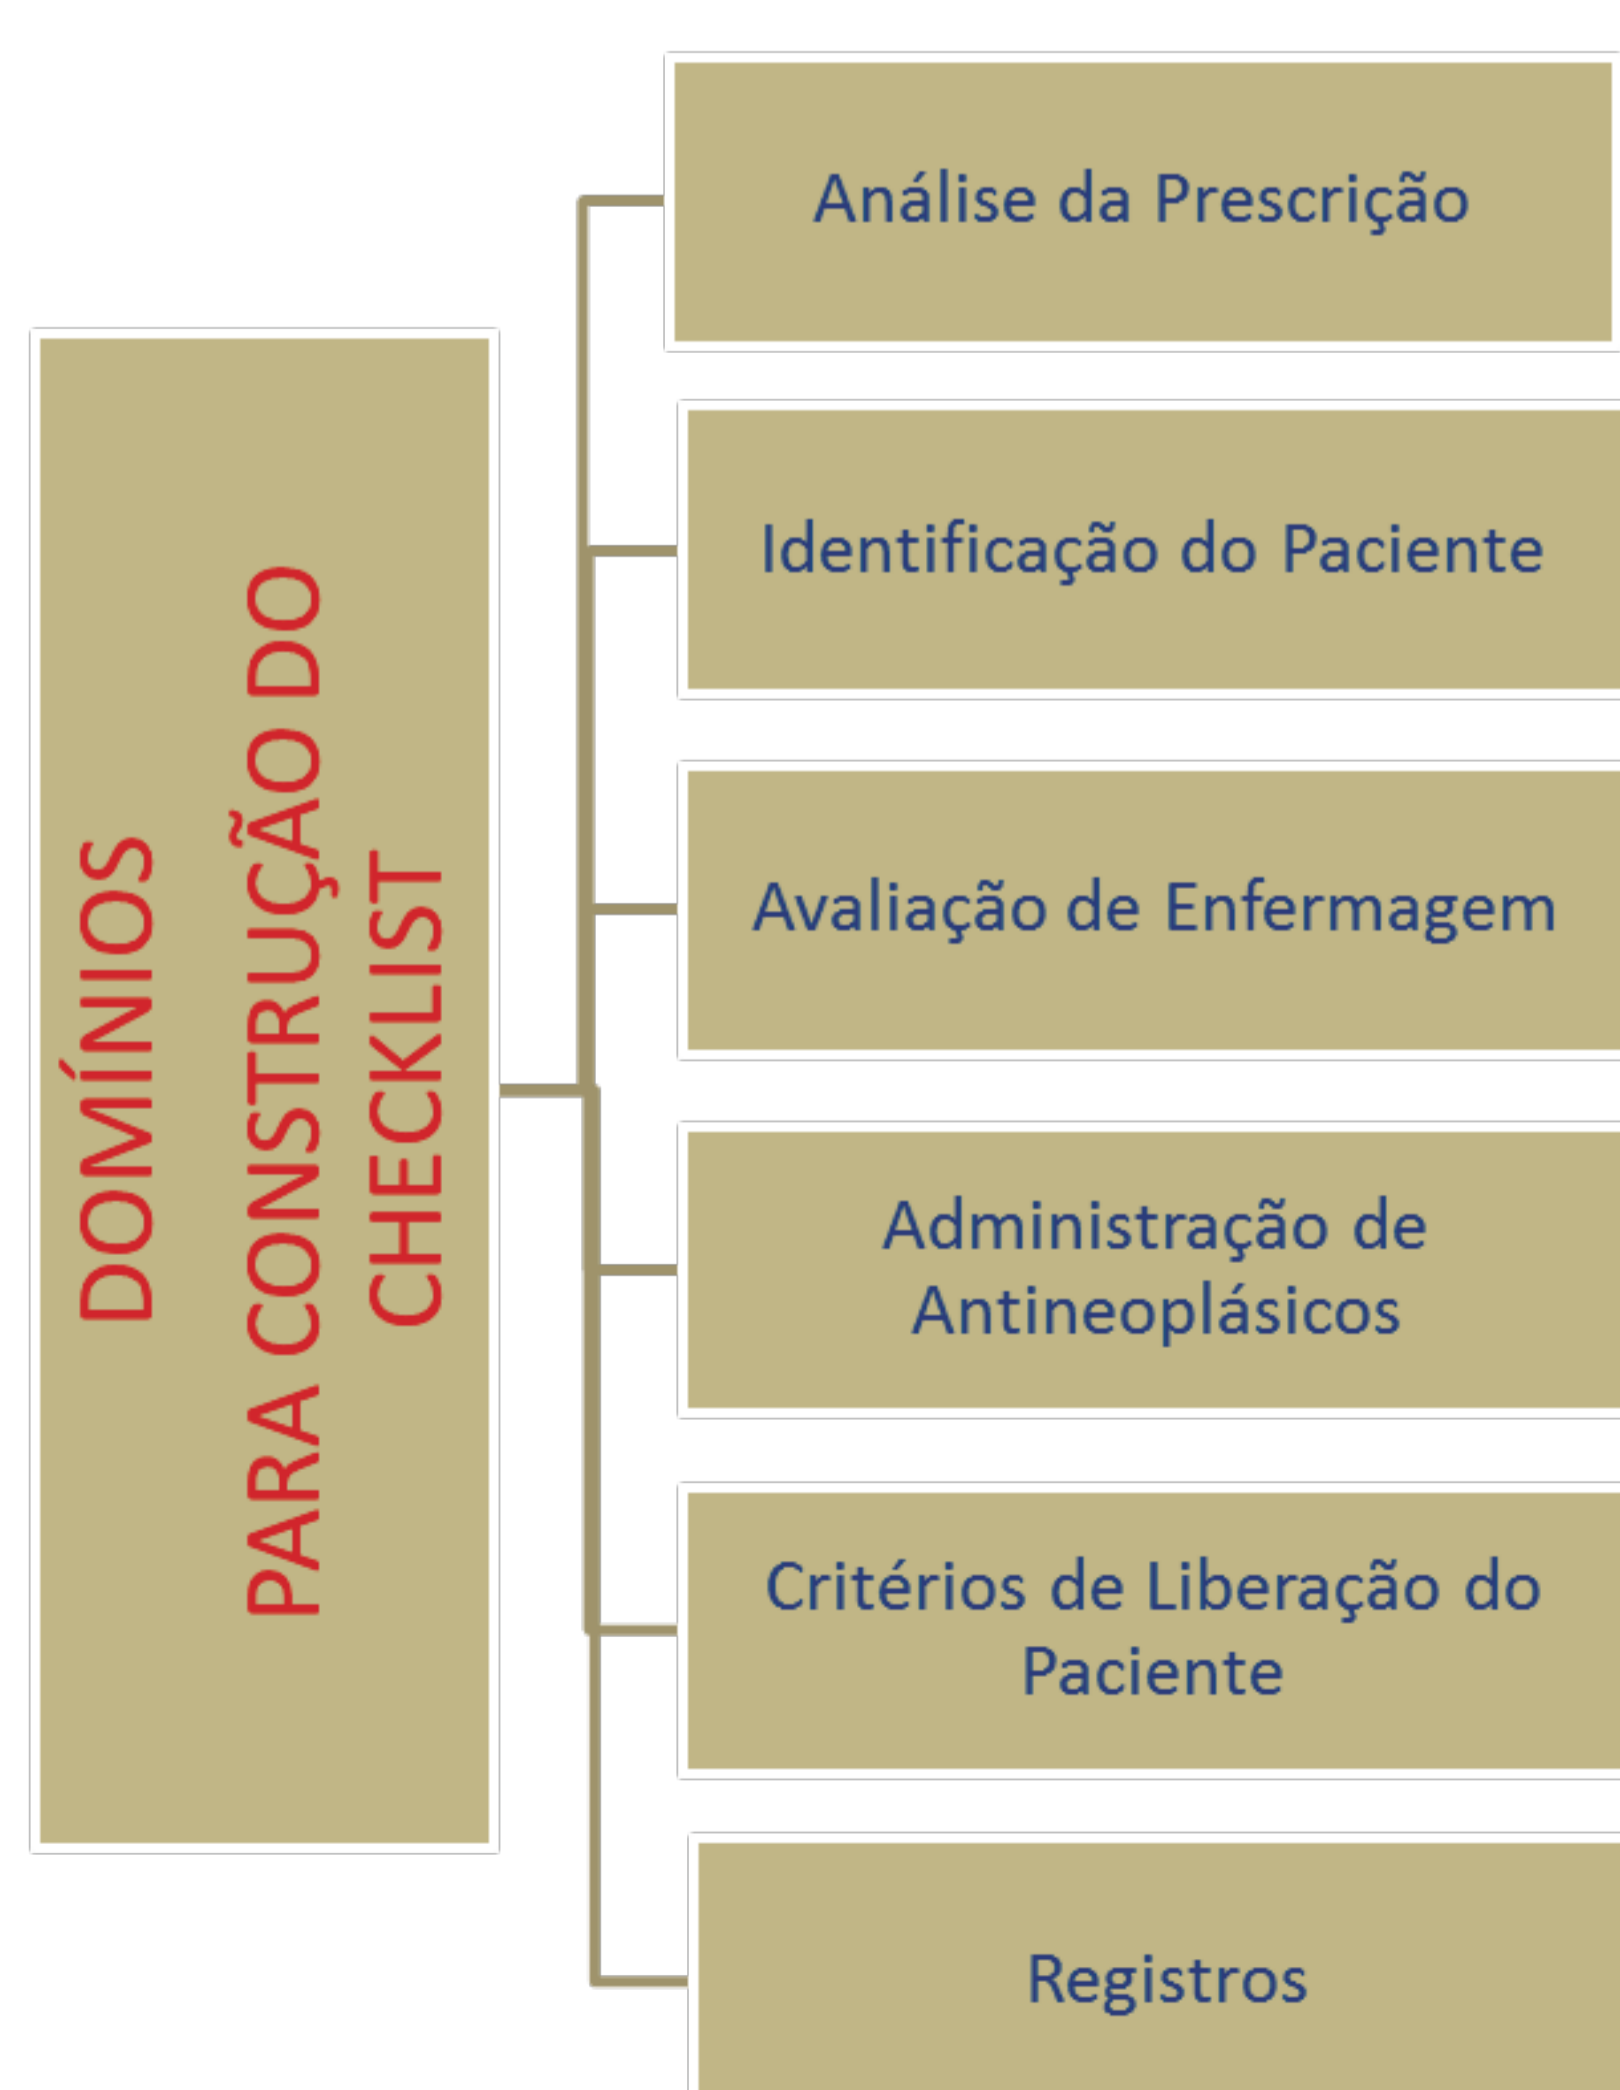 DOMÍNIOS
PARA CONSTRUÇÃO DO
CHECKLIST
Análise da Prescrição
Identificação do Paciente
Avaliação de Enfermagem
Administração de
Antineoplásicos
Critérios de Liberação do
Paciente
Registros